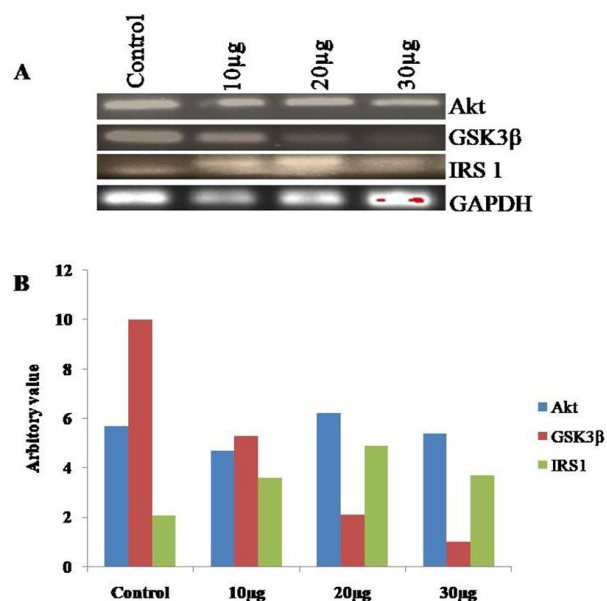 A
Control
10µg
20µg
30µg
Akt
GSK3β
IRS 1
GAPDH
B
12
10
8
6
4
2
0
Arbitory value
Control
10µg
20µg
30µg
Akt
GSK3β
IRS1